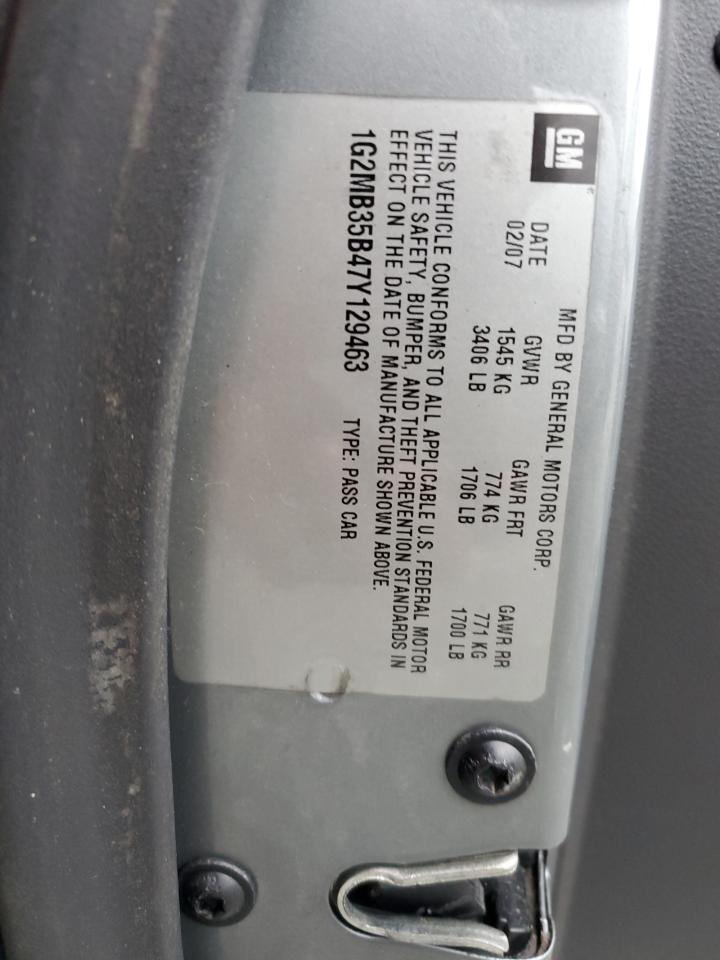 GM
MFD BY GENERAL MOTORS CORP.
DATE GVWR GAWR FRT GAWR RR
02/07 1545 KG 774 KG 771 KG
3406 LB 1706 LB 1700 LB
THIS VEHICLE CONFORMS TO ALL APPLICABLE U.S. FEDERAL MOTOR
VEHICLE SAFETY, BUMPER, AND THEFT PREVENTION STANDARDS IN
EFFECT ON THE DATE OF MANUFACTURE SHOWN ABOVE.
1G2MB35B47Y129463 TYPE: PASS CAR